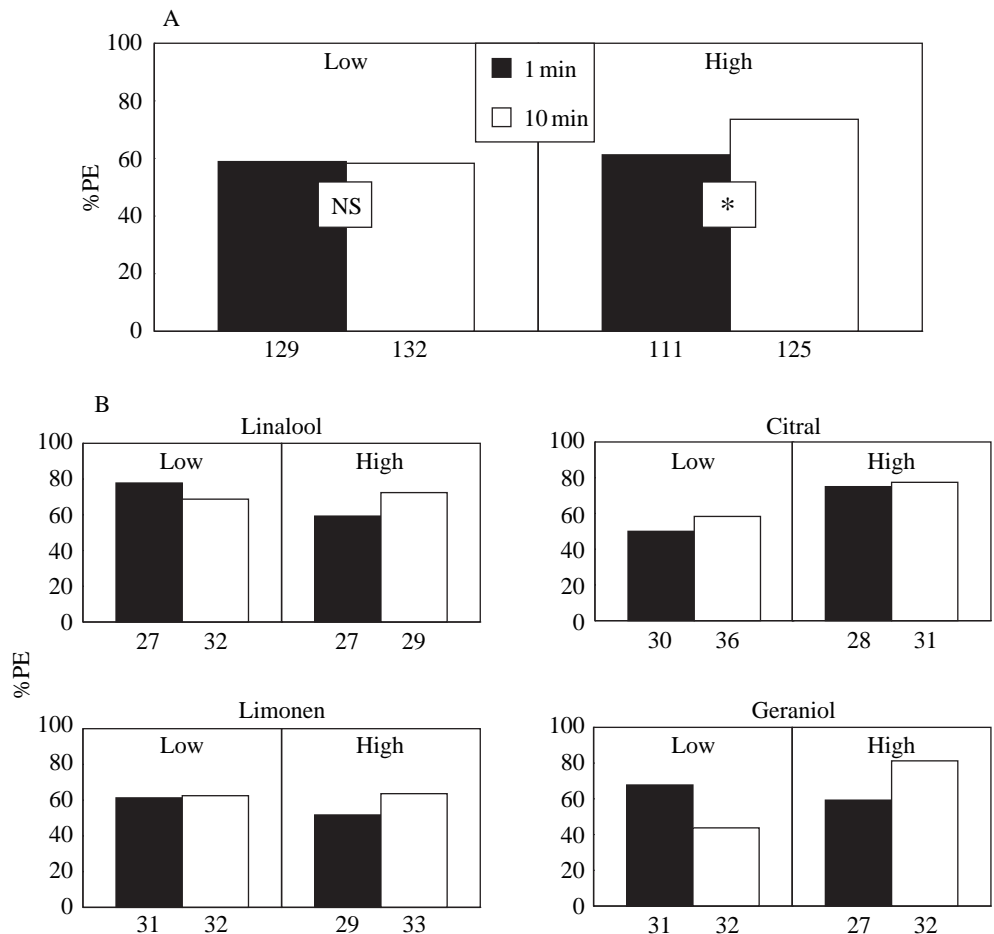 A
100
80
60
40
20
0
%PE
Low
High
1 min
10 min
NS
*
129 132 111 125
B
%PE
Linalool
100
80
60
40
20
0
Low
High
27 32 27 29
Citral
100
80
60
40
20
0
Low
High
30 36 28 31
Limonen
100
80
60
40
20
0
Low
High
31 32 29 33
Geraniol
100
80
60
40
20
0
Low
High
31 32 27 32